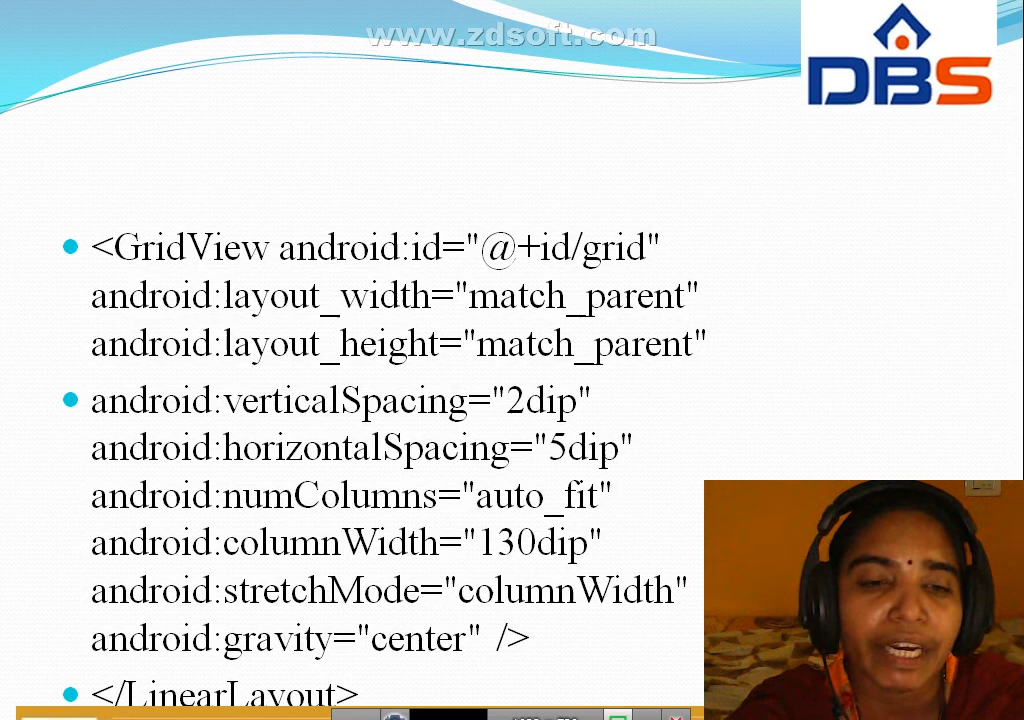 www.zdsoft.com
DBS
<GridView android:id="@+id/grid"
android:layout_width="match_parent"
android:layout_height="match_parent"
android:verticalSpacing="2dip"
android:horizontalSpacing="5dip"
android:numColumns="auto_fit"
android:columnWidth="130dip"
android:stretchMode="columnWidth"
android:gravity="center" />
</LinearLayout>